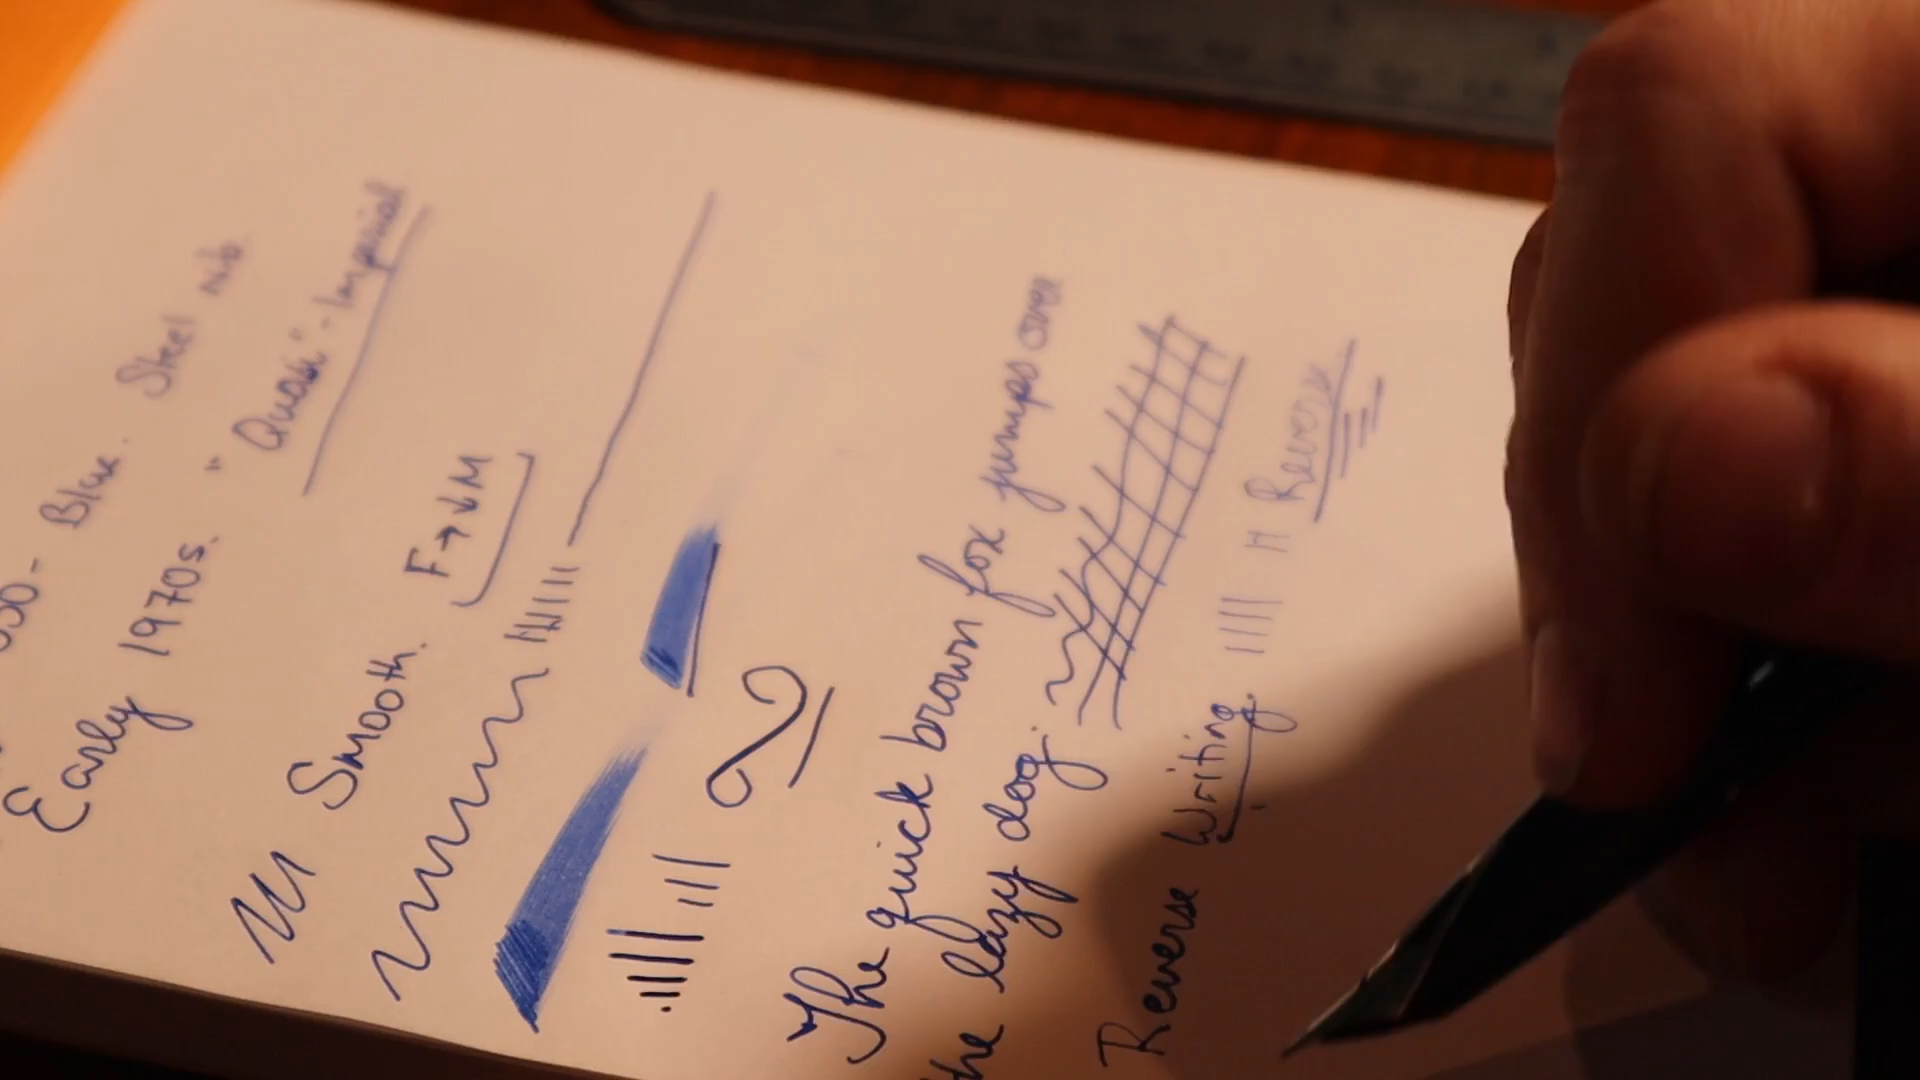 Blue. Steel nib
Early 1970s. "Quasi"-Imperial
Smooth. F→M
The quick brown fox jumps over
the lazy dog.
Reverse Writing. Reverse